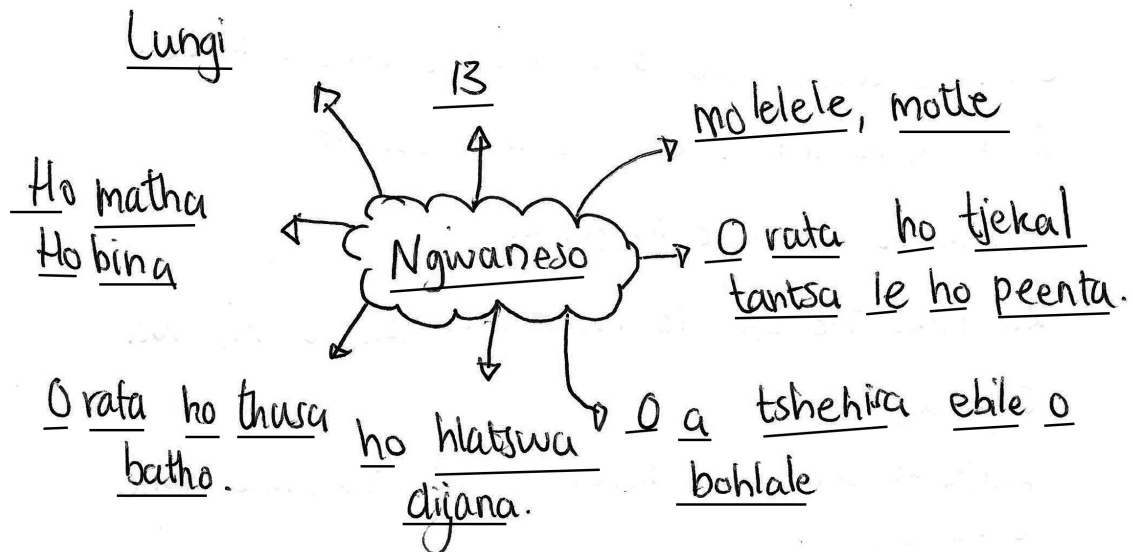 Lungi
13
molelele, motle
Ho matha
Ho bina
Ngwaneso
O rata ho tjekal
tantsa le ho peenta.
O rata ho thusa
batho.
ho hlatswa
dijana.
O a tshehisa ebile o
bohlale